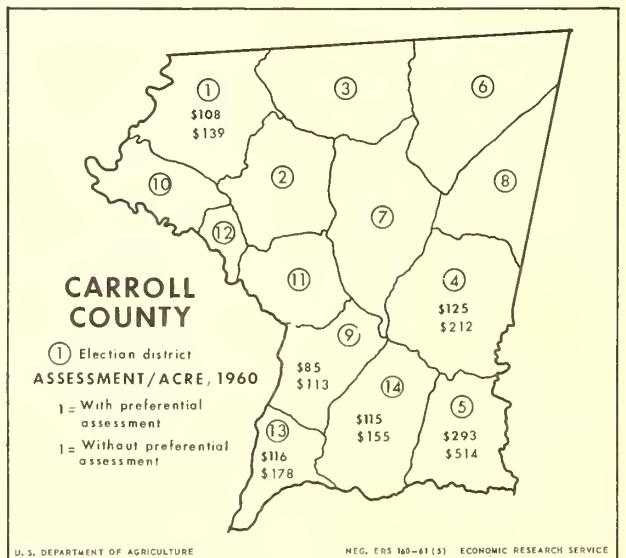 ③
⑥
①
$108
$139
⑧
⑩
②
⑦
⑫
⑪
④
$125
$212
CARROLL
COUNTY
① Election district
ASSESSMENT/ACRE, 1960
1 = With preferential
assessment
1 = Without preferential
assessment
⑨
$85
$113
⑭
$115
$155
⑤
$293
$514
⑬
$116
$178
U. S. DEPARTMENT OF AGRICULTURE
NEG. ERS 160-61 (5) ECONOMIC RESEARCH SERVICE